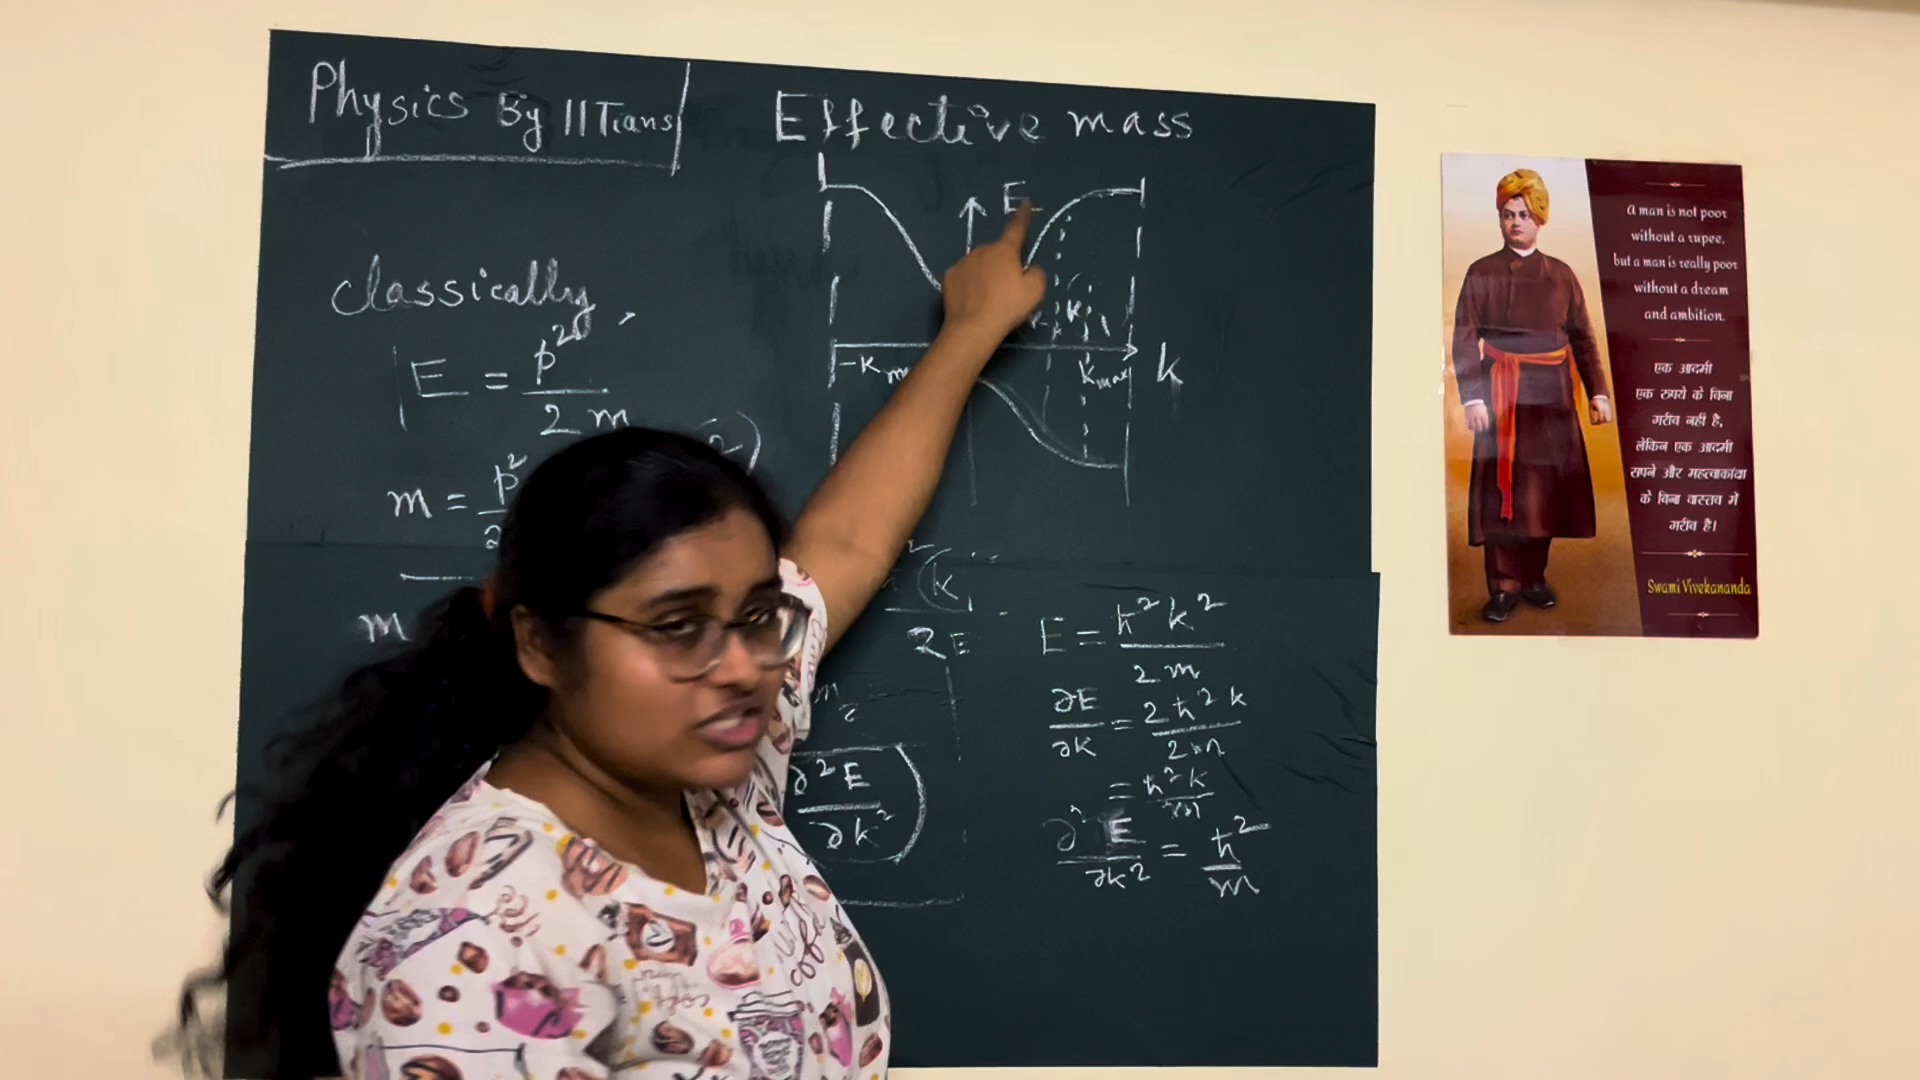 Physics By IITians
Effective mass
E
k₁
-k
k_max
k
classically,
E = p²/2m
m = p²
m
2E
∂²E/∂k²
E = ħ²k²/2m
∂E/∂k = 2ħ²k/2m
= ħ²k/m
∂²E/∂k² = ħ²/m
a man is not poor
without a rupee,
but a man is really poor
without a dream
and ambition.
एक आदमी
एक रुपये के बिना
गरीब नहीं है,
लेकिन एक आदमी
सपने और महत्वाकांक्षा
के बिना वास्तव में
गरीब है।
Swami Vivekananda